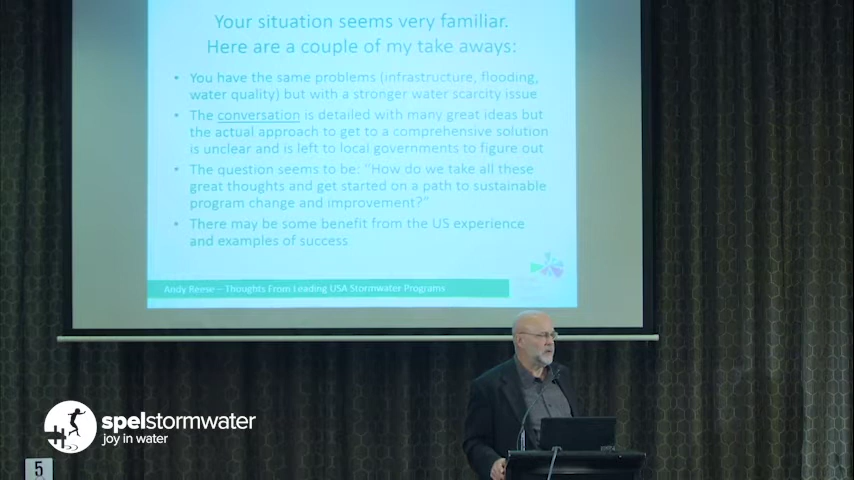 Your situation seems very familiar.
Here are a couple of my take aways:
• You have the same problems (infrastructure, flooding,
water quality) but with a stronger water scarcity issue
• The conversation is detailed with many great ideas but
the actual approach to get to a comprehensive solution
is unclear and is left to local governments to figure out
• The question seems to be: “How do we take all these
great thoughts and get started on a path to sustainable
program change and improvement?”
• There may be some benefit from the US experience
and examples of success
Andy Reese – Thoughts From Leading USA Stormwater Programs
spelstormwater
joy in water
5